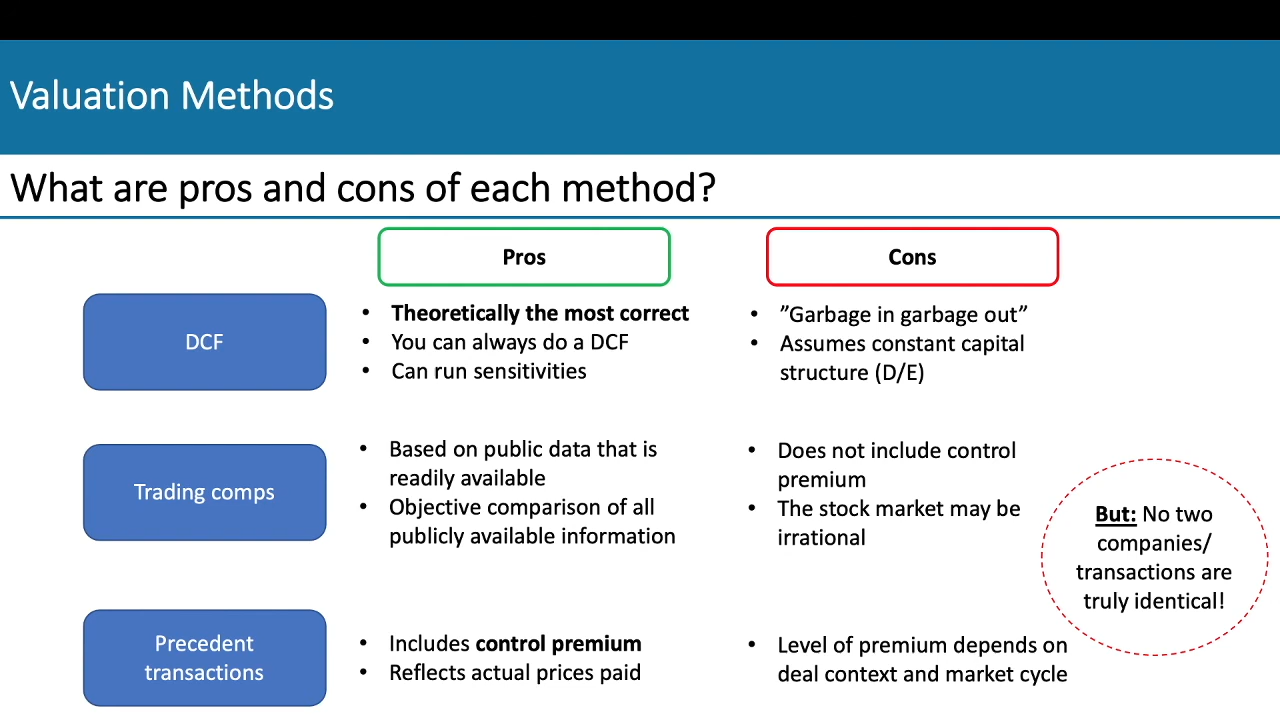 Valuation Methods
What are pros and cons of each method?
Pros
Cons
DCF
• Theoretically the most correct
• You can always do a DCF
• Can run sensitivities
• ”Garbage in garbage out”
• Assumes constant capital
structure (D/E)
Trading comps
• Based on public data that is
readily available
• Objective comparison of all
publicly available information
• Does not include control
premium
• The stock market may be
irrational
But: No two
companies/
transactions are
truly identical!
Precedent
transactions
• Includes control premium
• Reflects actual prices paid
• Level of premium depends on
deal context and market cycle